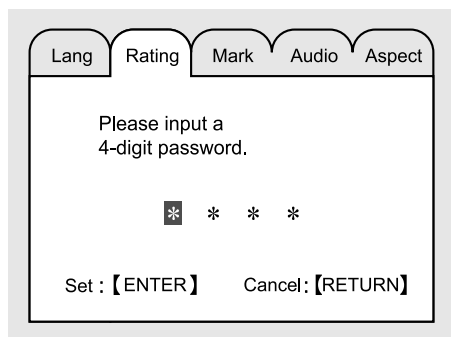 Lang Rating Mark Audio Aspect
Please input a
4-digit password.
* * * *
Set :【ENTER】 Cancel:【RETURN】